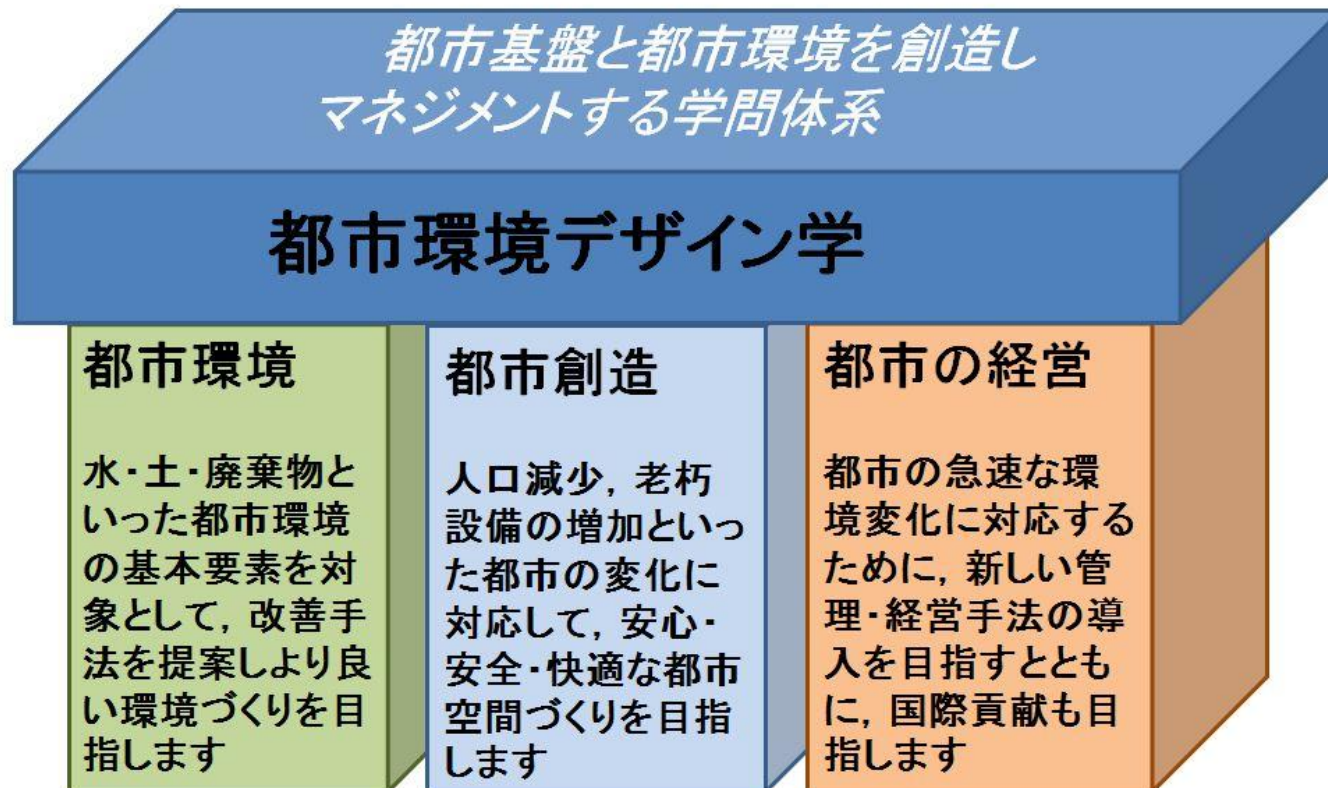 都市基盤と都市環境を創造し
マネジメントする学問体系
都市環境デザイン学
都市環境
水・土・廃棄物と
いった都市環境
の基本要素を対
象として, 改善手
法を提案しより良
い環境づくりを目
指します
都市創造
人口減少, 老朽
設備の増加といっ
た都市の変化に
対応して, 安心・
安全・快適な都市
空間づくりを目指
します
都市の経営
都市の急速な環
境変化に対応する
ために, 新しい管
理・経営手法の導
入を目指すととも
に, 国際貢献も目
指します